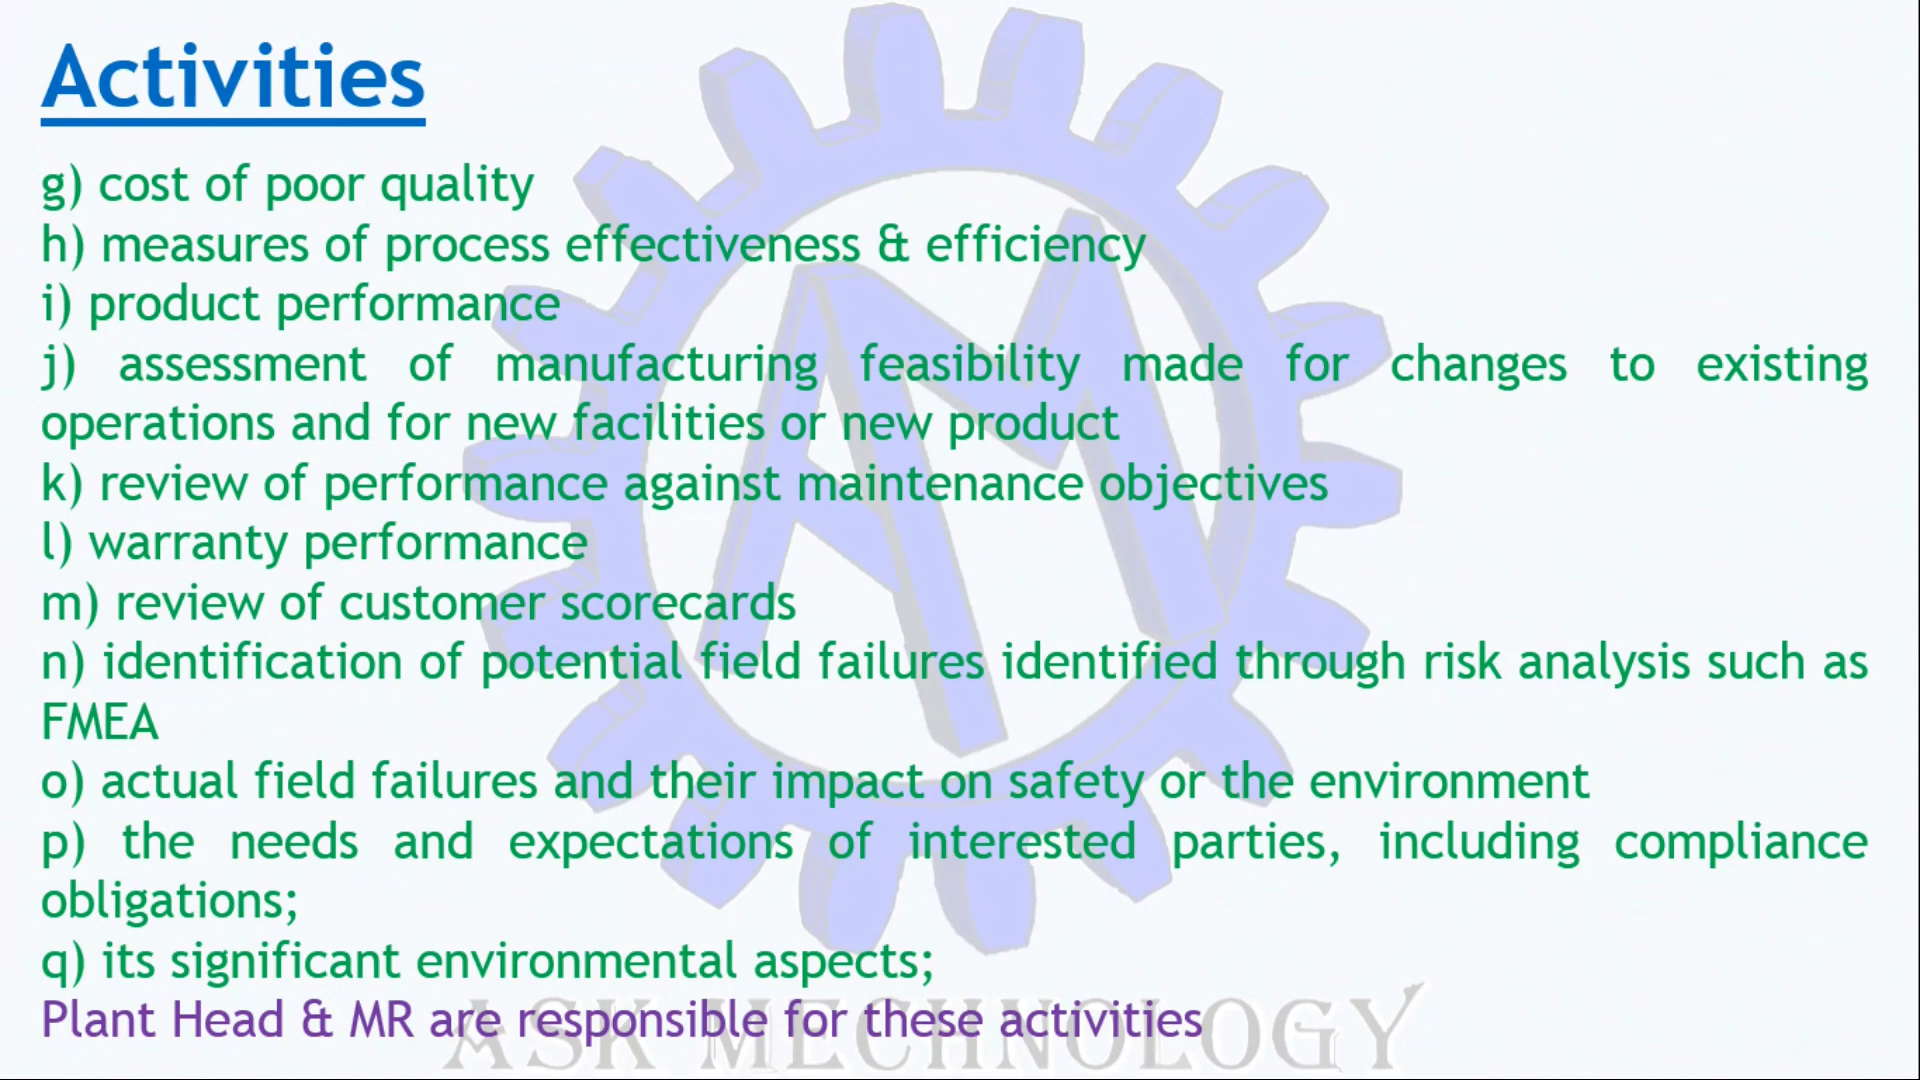 Activities
g) cost of poor quality
h) measures of process effectiveness & efficiency
i) product performance
j) assessment of manufacturing feasibility made for changes to existing
operations and for new facilities or new product
k) review of performance against maintenance objectives
l) warranty performance
m) review of customer scorecards
n) identification of potential field failures identified through risk analysis such as
FMEA
o) actual field failures and their impact on safety or the environment
p) the needs and expectations of interested parties, including compliance
obligations;
q) its significant environmental aspects;
Plant Head & MR are responsible for these activities
ASK MECHNOLOGY